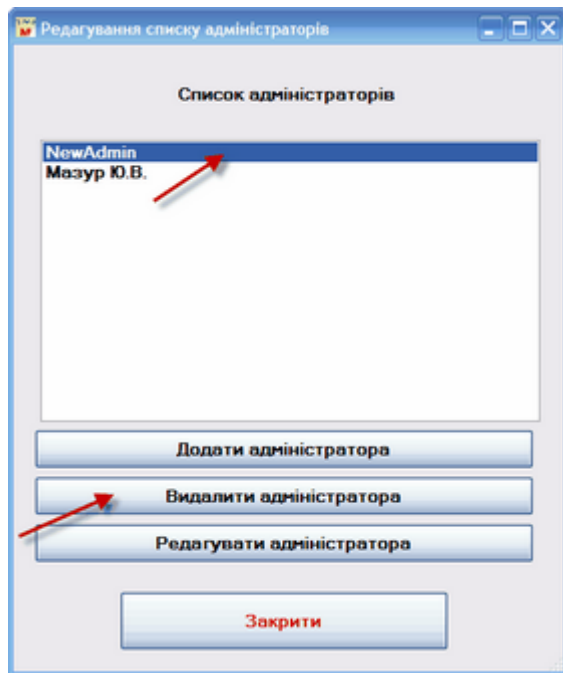 Редагування списку адміністраторів
Список адміністраторів
NewAdmin
Мазур Ю.В.
Додати адміністратора
Видалити адміністратора
Редагувати адміністратора
Закрити